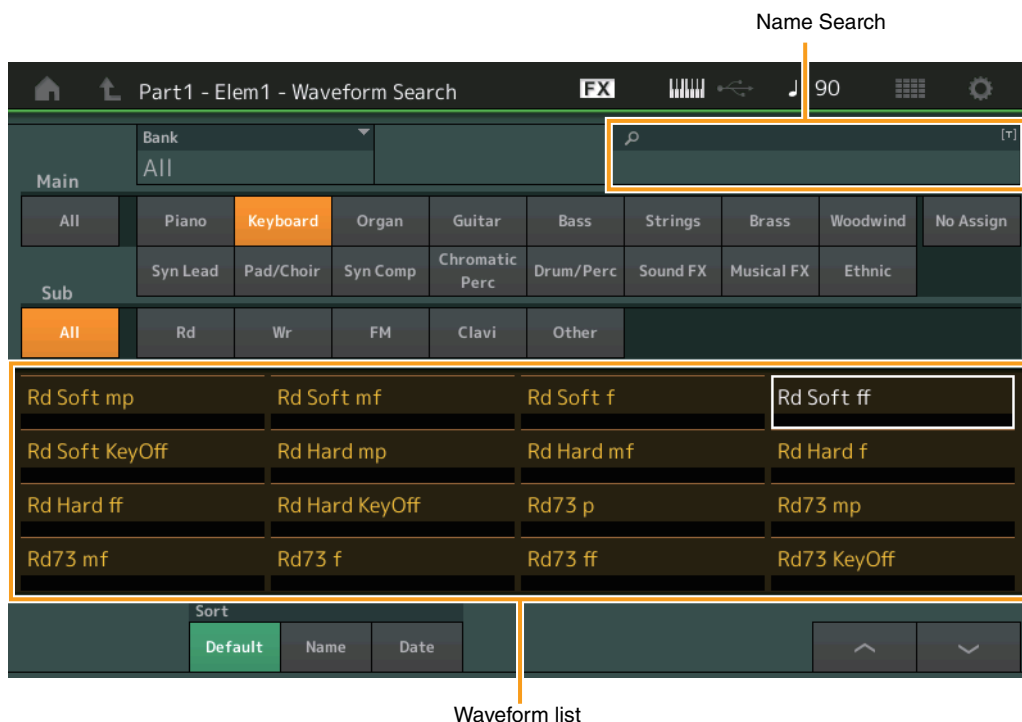 Name Search
Part1 - Elem1 - Waveform Search FX 90
Bank
All
[T]
Main
All Piano Keyboard Organ Guitar Bass Strings Brass Woodwind No Assign
Syn Lead Pad/Choir Syn Comp Chromatic Perc Drum/Perc Sound FX Musical FX Ethnic
Sub
All Rd Wr FM Clavi Other
Rd Soft mp Rd Soft mf Rd Soft f Rd Soft ff
Rd Soft KeyOff Rd Hard mp Rd Hard mf Rd Hard f
Rd Hard ff Rd Hard KeyOff Rd73 p Rd73 mp
Rd73 mf Rd73 f Rd73 ff Rd73 KeyOff
Sort
Default Name Date
Waveform list